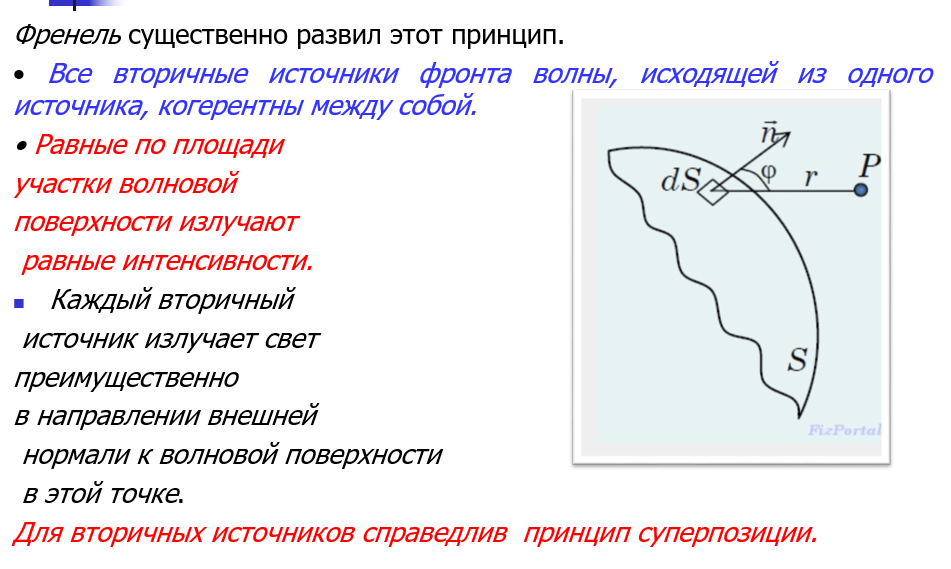 Френель существенно развил этот принцип.
• Все вторичные источники фронта волны, исходящей из одного
источника, когерентны между собой.
• Равные по площади
участки волновой
поверхности излучают
равные интенсивности.
Каждый вторичный
источник излучает свет
преимущественно
в направлении внешней
нормали к волновой поверхности
в этой точке.
Для вторичных источников справедлив принцип суперпозиции.
n⃗
φ
dS
r
P
S
FizPortal